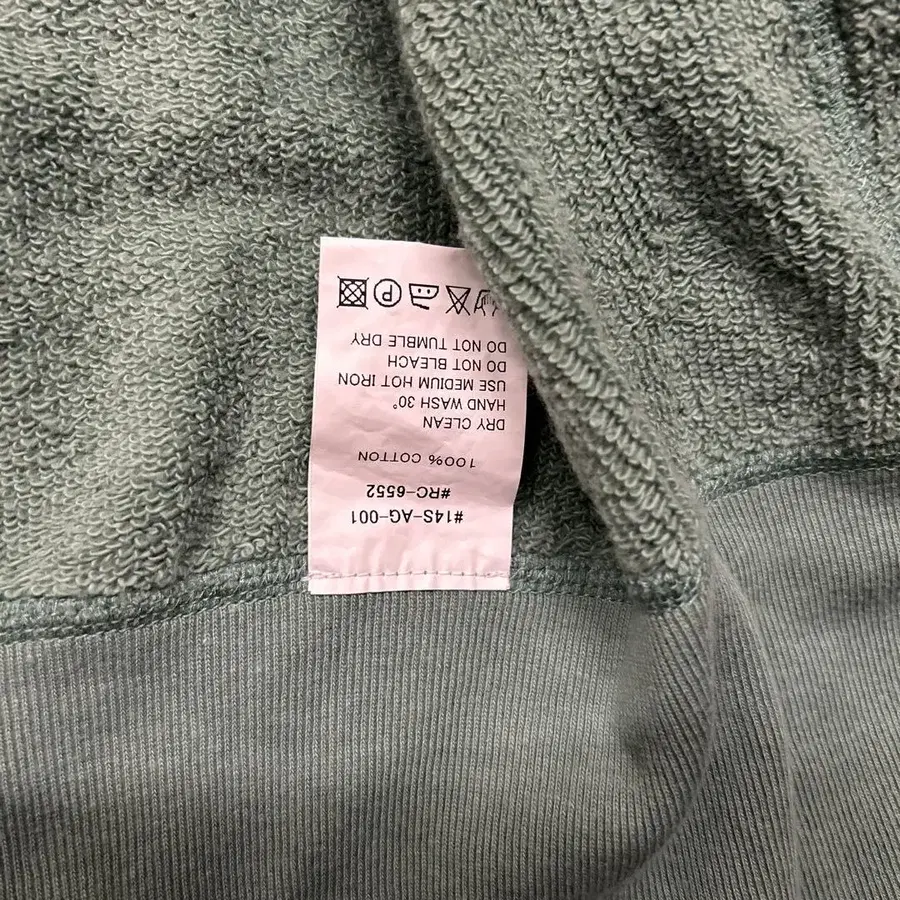 #14S-AG-001
#RC-6552
100% COTTON
DRY CLEAN
HAND WASH 30°
USE MEDIUM HOT IRON
DO NOT BLEACH
DO NOT TUMBLE DRY
P